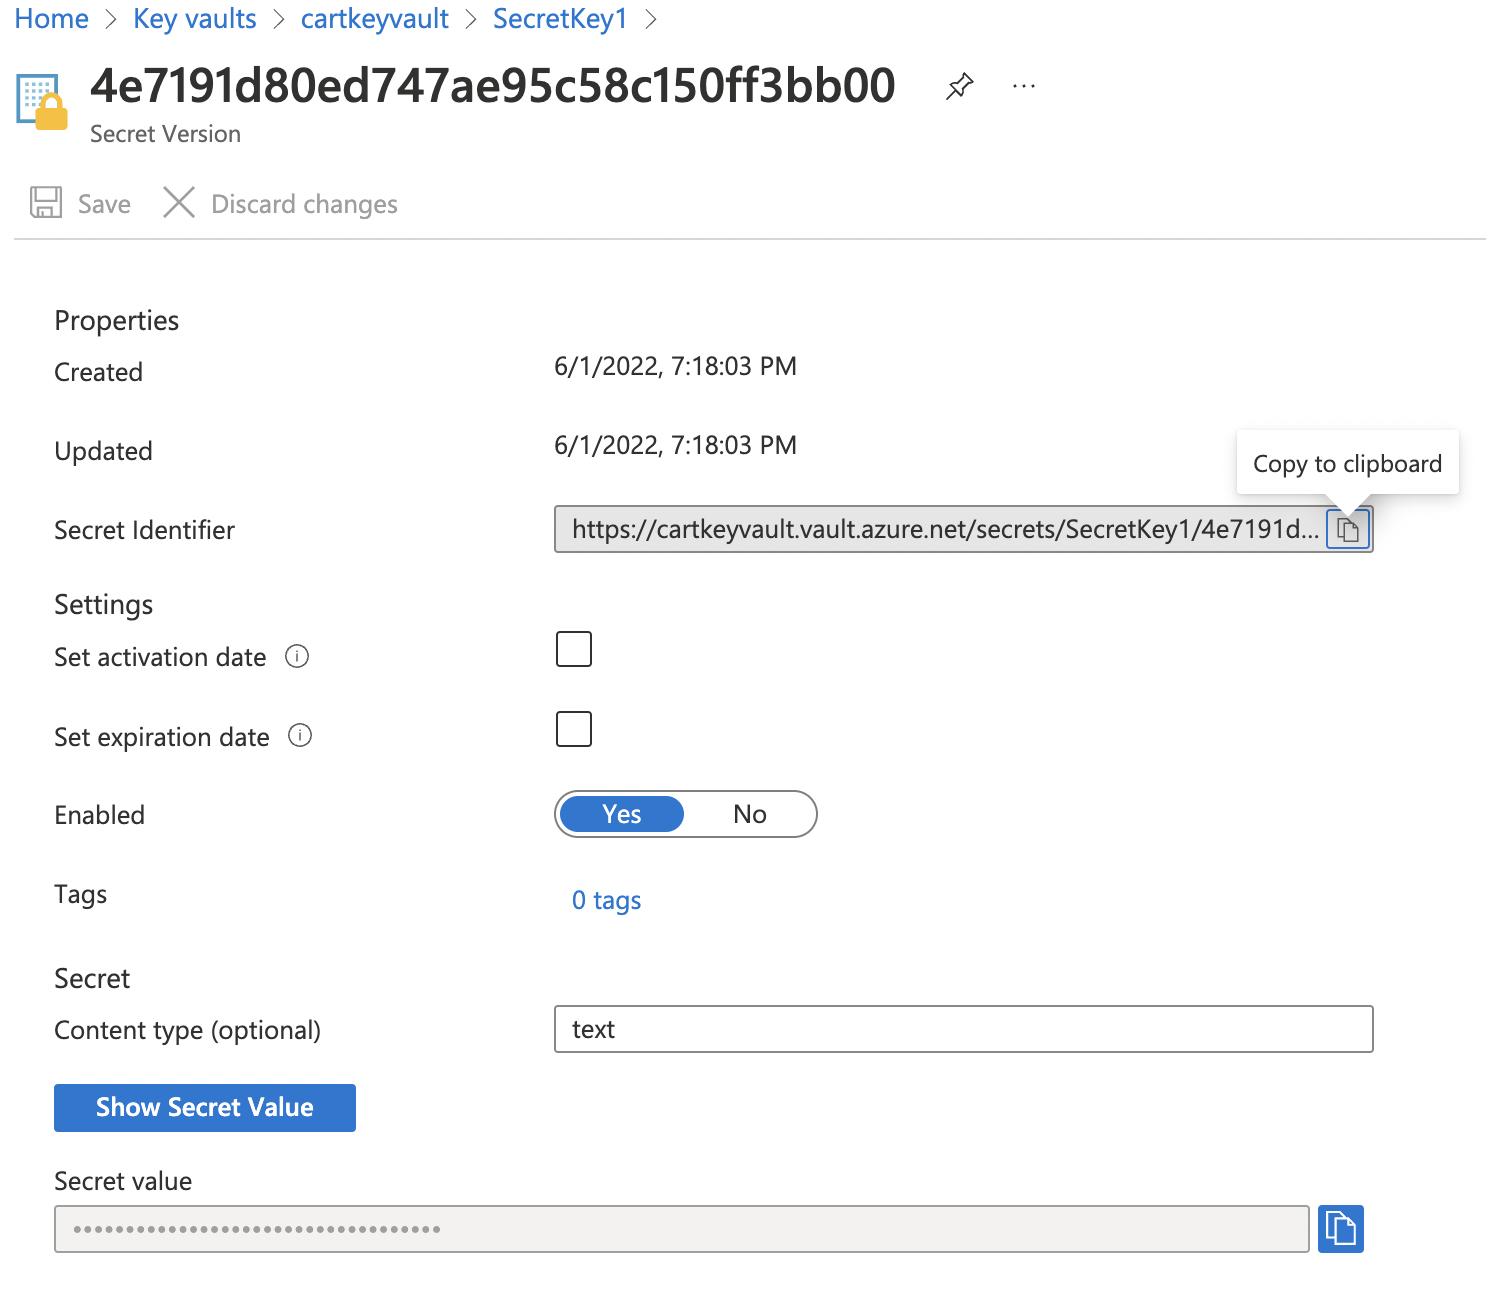 Home > Key vaults > cartkeyvault > SecretKey1 >
4e7191d80ed747ae95c58c150ff3bb00 ...
Secret Version
Save Discard changes
Properties
Created 6/1/2022, 7:18:03 PM
Updated 6/1/2022, 7:18:03 PM
Copy to clipboard
Secret Identifier https://cartkeyvault.vault.azure.net/secrets/SecretKey1/4e7191d...
Settings
Set activation date
Set expiration date
Enabled Yes No
Tags 0 tags
Secret
Content type (optional) text
Show Secret Value
Secret value
•••••••••••••••••••••••••••••••••••